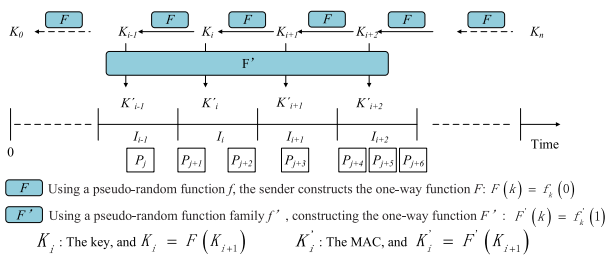 F F F F F
K₀ Kᵢ₋₁ Kᵢ Kᵢ₊₁ Kᵢ₊₂ Kₙ
F'
K'ᵢ₋₁ K'ᵢ K'ᵢ₊₁ K'ᵢ₊₂
0 Iᵢ₋₁ Iᵢ Iᵢ₊₁ Iᵢ₊₂ Time
Pⱼ Pⱼ₊₁ Pⱼ₊₂ Pⱼ₊₃ Pⱼ₊₄ Pⱼ₊₅ Pⱼ₊₆
F Using a pseudo-random function f, the sender constructs the one-way function F: F(k) = fₖ(0)
F' Using a pseudo-random function family f', constructing the one-way function F': F'(k) = f'ₖ(1)
Kᵢ : The key, and Kᵢ = F(Kᵢ₊₁) K'ᵢ : The MAC, and K'ᵢ = F'(Kᵢ₊₁)